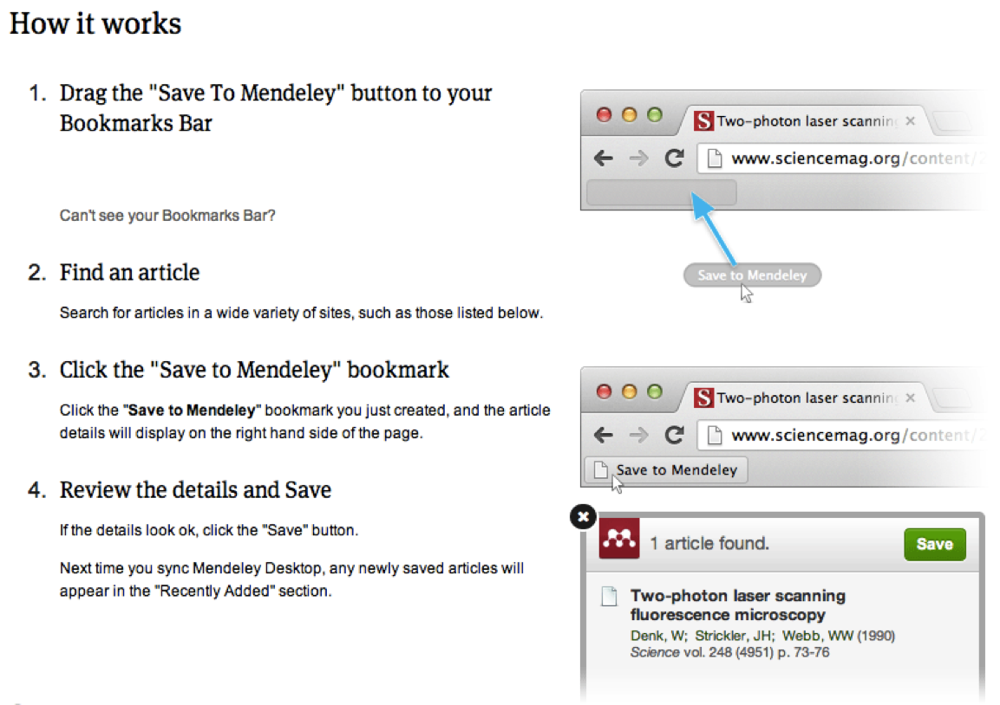 How it works
1. Drag the "Save To Mendeley" button to your
Bookmarks Bar
Can't see your Bookmarks Bar?
2. Find an article
Search for articles in a wide variety of sites, such as those listed below.
3. Click the "Save to Mendeley" bookmark
Click the "Save to Mendeley" bookmark you just created, and the article
details will display on the right hand side of the page.
4. Review the details and Save
If the details look ok, click the "Save" button.
Next time you sync Mendeley Desktop, any newly saved articles will
appear in the "Recently Added" section.
S Two-photon laser scanning
www.sciencemag.org/content/
Save to Mendeley
S Two-photon laser scanning
www.sciencemag.org/content/
Save to Mendeley
1 article found.
Save
Two-photon laser scanning
fluorescence microscopy
Denk, W; Strickler, JH; Webb, WW (1990)
Science vol. 248 (4951) p. 73-76